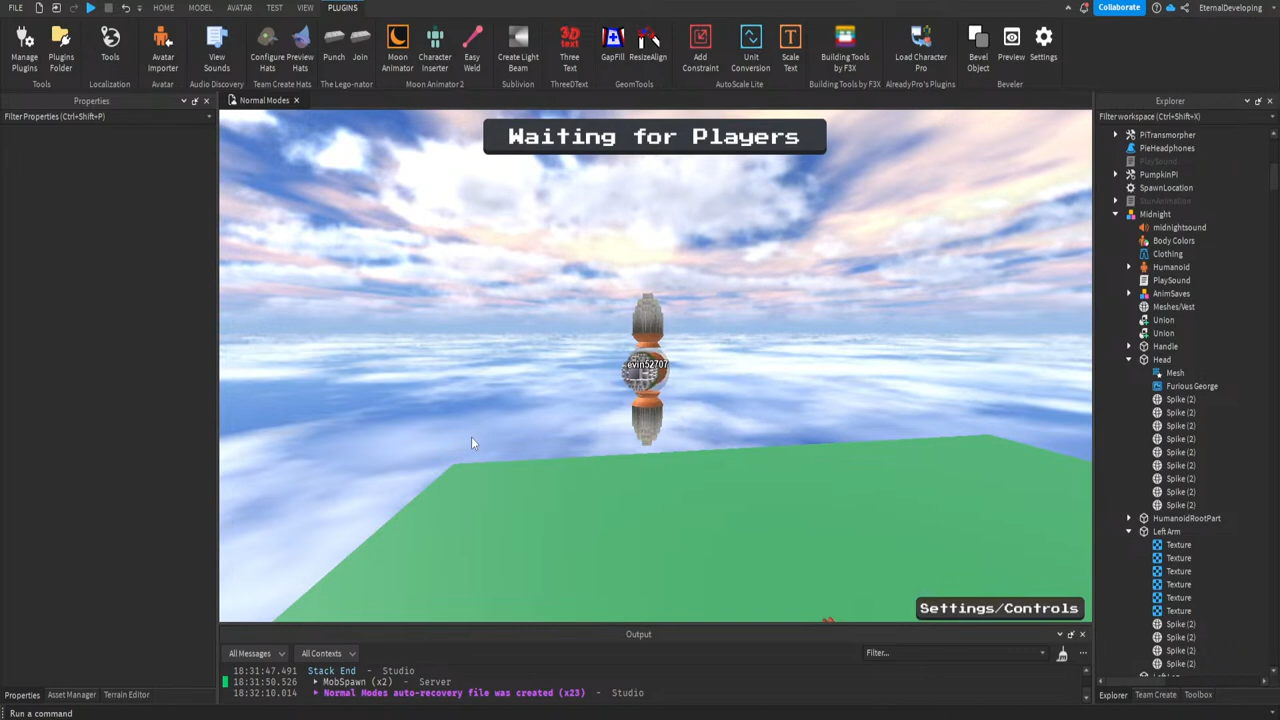 FILE HOME MODEL AVATAR TEST VIEW PLUGINS Collaborate EternalDeveloping
Manage Plugins Plugins Folder Tools Avatar Importer View Sounds Configure Hats Preview Hats Punch Join Moon Animator Character Inserter Easy Weld Create Light Beam Three Text GapFill ResizeAlign Add Constraint Unit Conversion Scale Text Building Tools by F3X Load Character Pro Bevel Object Preview Settings
Tools Localization Avatar Audio Discovery Team Create Hats The Lego-nator Moon Animator 2 Sublivion ThreeDText GeomTools AutoScale Lite Building Tools by F3X AlreadyPro's Plugins Beveler
Properties
Filter Properties (Ctrl+Shift+P)
Normal Modes
Waiting for Players
evin52707
Settings/Controls
Explorer
Filter workspace (Ctrl+Shift+X)
PiTransmorpher
PieHeadphones
PlaySound
PumpkinPi
SpawnLocation
StunAnimation
Midnight
midnightsound
Body Colors
Clothing
Humanoid
PlaySound
AnimSaves
Meshes/Vest
Union
Union
Handle
Head
Mesh
Furious George
Spike (2)
Spike (2)
Spike (2)
Spike (2)
Spike (2)
Spike (2)
Spike (2)
Spike (2)
Spike (2)
HumanoidRootPart
Left Arm
Texture
Texture
Texture
Texture
Texture
Texture
Spike (2)
Spike (2)
Spike (2)
Spike (2)
Output
All Messages All Contexts Filter...
18:31:47.491 Stack End - Studio
18:31:50.526 MobSpawn (x2) - Server
18:32:10.014 Normal Modes auto-recovery file was created (x23) - Studio
Properties Asset Manager Terrain Editor
Explorer Team Create Toolbox
Run a command